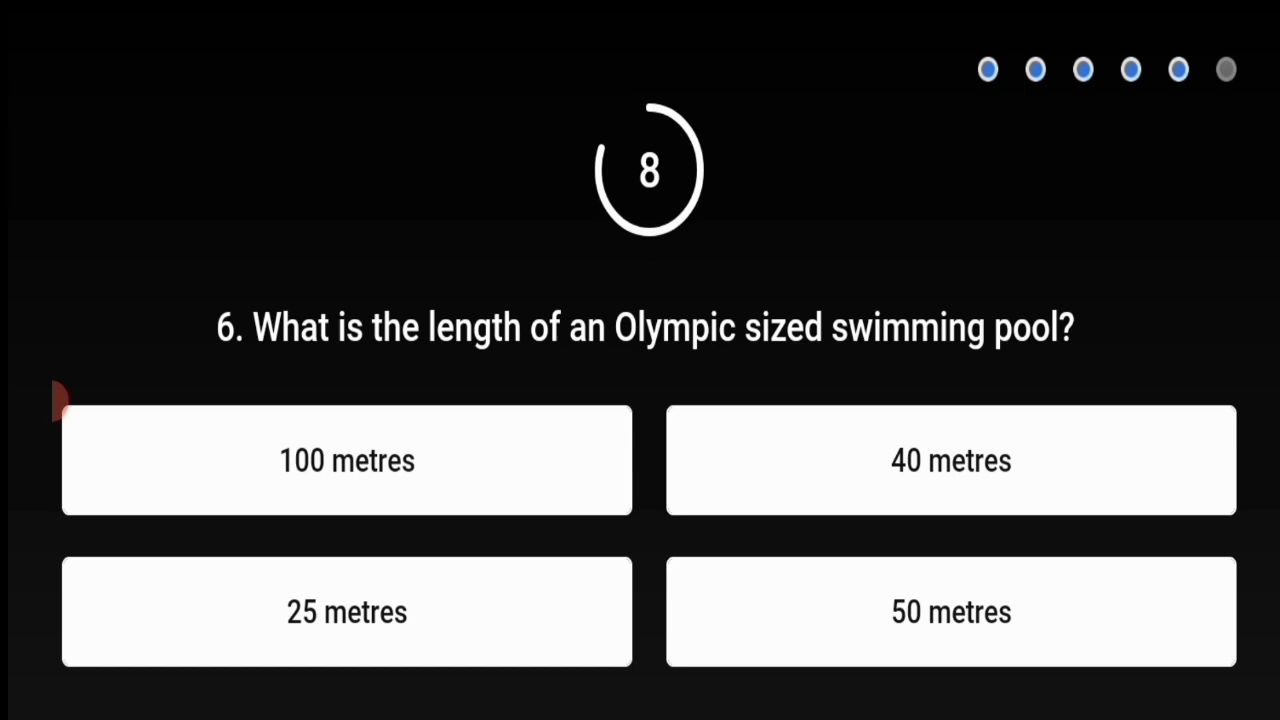 8
6. What is the length of an Olympic sized swimming pool?
100 metres
40 metres
25 metres
50 metres